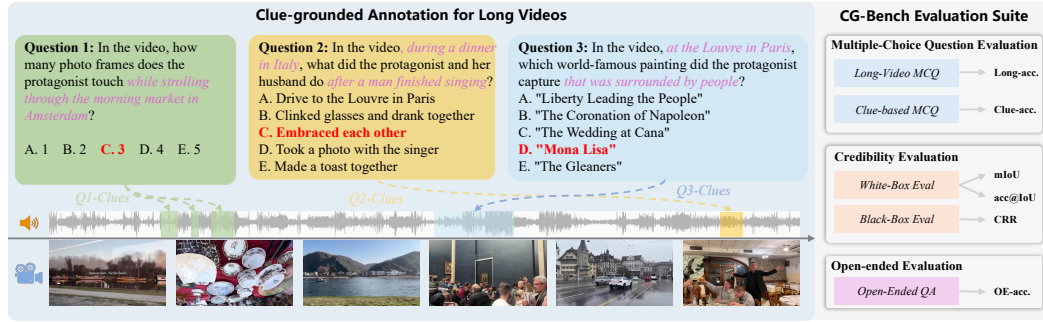 Clue-grounded Annotation for Long Videos
Question 1: In the video, how
many photo frames does the
protagonist touch while strolling
through the morning market in
Amsterdam?
A. 1 B. 2 C. 3 D. 4 E. 5
Question 2: In the video, during a dinner
in Italy, what did the protagonist and her
husband do after a man finished singing?
A. Drive to the Louvre in Paris
B. Clinked glasses and drank together
C. Embraced each other
D. Took a photo with the singer
E. Made a toast together
Question 3: In the video, at the Louvre in Paris,
which world-famous painting did the protagonist
capture that was surrounded by people?
A. "Liberty Leading the People"
B. "The Coronation of Napoleon"
C. "The Wedding at Cana"
D. "Mona Lisa"
E. "The Gleaners"
Q1-Clues
Q2-Clues
Q3-Clues
CG-Bench Evaluation Suite
Multiple-Choice Question Evaluation
Long-Video MCQ
Long-acc.
Clue-based MCQ
Clue-acc.
Credibility Evaluation
White-Box Eval
mIoU
acc@IoU
Black-Box Eval
CRR
Open-ended Evaluation
Open-Ended QA
OE-acc.